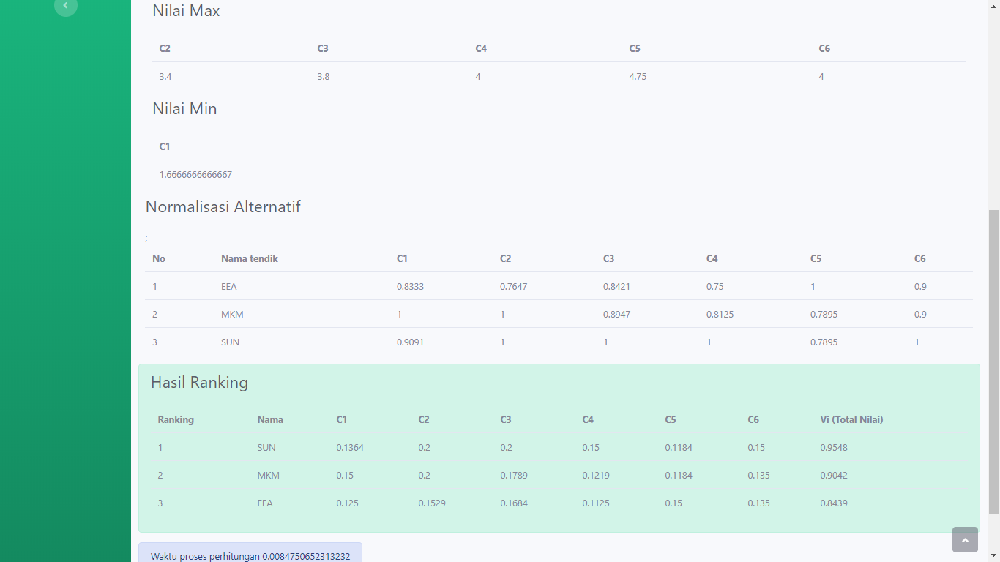 Nilai Max
C2 C3 C4 C5 C6
3.4 3.8 4 4.75 4
Nilai Min
C1
1.6666666666667
Normalisasi Alternatif
;
No Nama tendik C1 C2 C3 C4 C5 C6
1 EEA 0.8333 0.7647 0.8421 0.75 1 0.9
2 MKM 1 1 0.8947 0.8125 0.7895 0.9
3 SUN 0.9091 1 1 1 0.7895 1
Hasil Ranking
Ranking Nama C1 C2 C3 C4 C5 C6 Vi (Total Nilai)
1 SUN 0.1364 0.2 0.2 0.15 0.1184 0.15 0.9548
2 MKM 0.15 0.2 0.1789 0.1219 0.1184 0.135 0.9042
3 EEA 0.125 0.1529 0.1684 0.1125 0.15 0.135 0.8439
Waktu proses perhitungan 0.0084750652313232